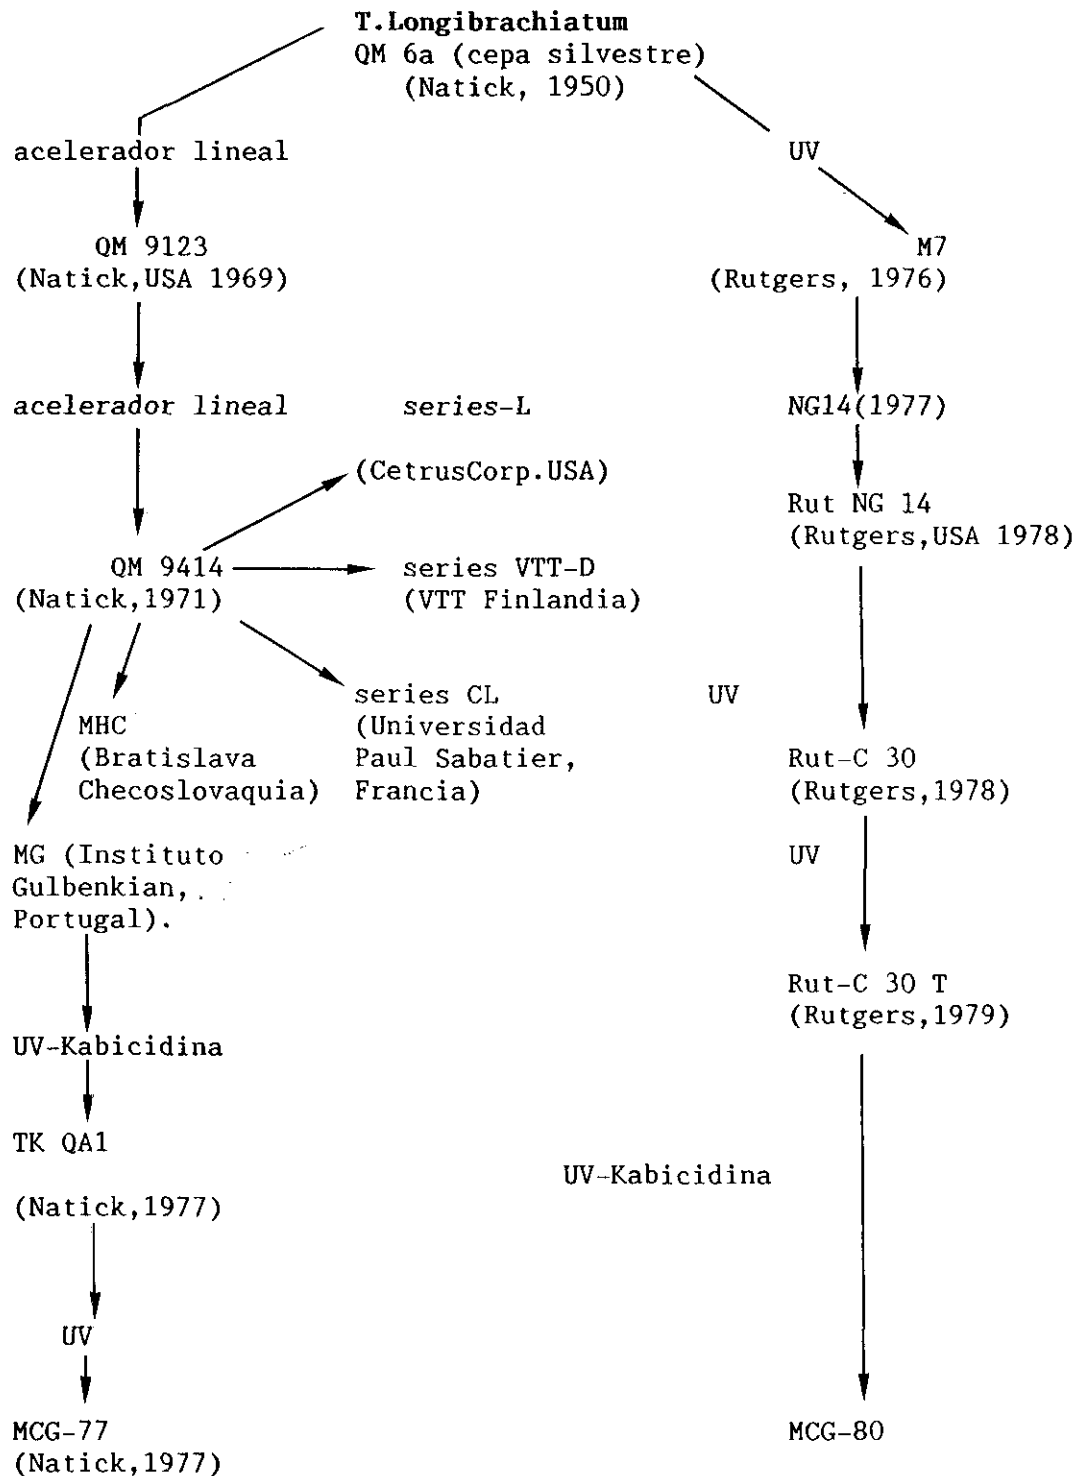 T.Longibrachiatum
QM 6a (cepa silvestre)
(Natick, 1950)
acelerador lineal
UV
QM 9123
(Natick,USA 1969)
M7
(Rutgers, 1976)
acelerador lineal
series-L
(CetrusCorp.USA)
NG14(1977)
Rut NG 14
(Rutgers,USA 1978)
QM 9414
(Natick,1971)
series VTT-D
(VTT Finlandia)
MHC
(Bratislava
Checoslovaquia)
series CL
(Universidad
Paul Sabatier,
Francia)
UV
Rut-C 30
(Rutgers,1978)
MG (Instituto
Gulbenkian,
Portugal).
UV
Rut-C 30 T
(Rutgers,1979)
UV-Kabicidina
TK QA1
(Natick,1977)
UV-Kabicidina
UV
MCG-77
(Natick,1977)
MCG-80